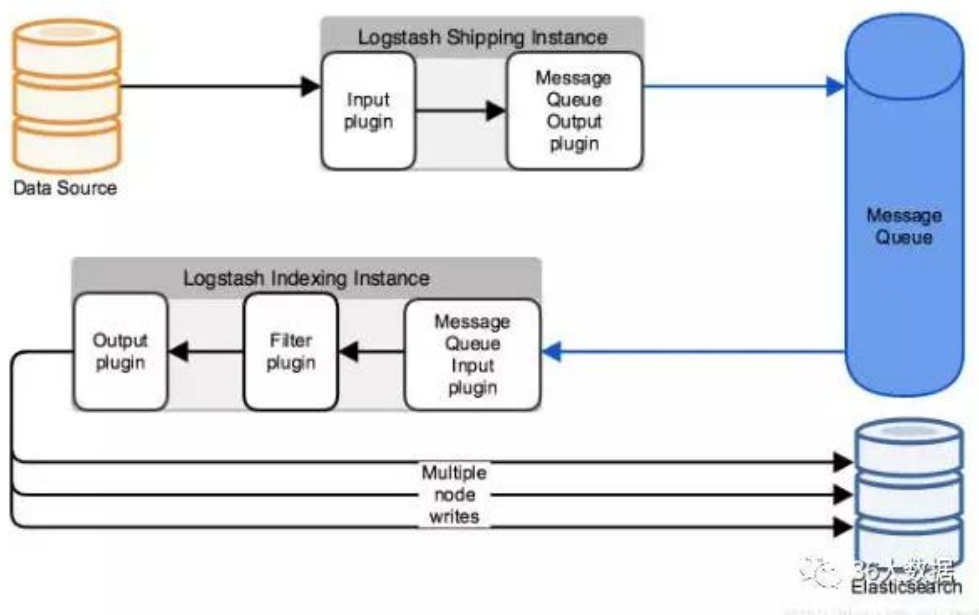 Logstash Shipping Instance
Input
plugin
Message
Queue
Output
plugin
Data Source
Message
Queue
Logstash Indexing Instance
Output
plugin
Filter
plugin
Message
Queue
Input
plugin
Multiple
node
writes
36大数据
Elasticsearch